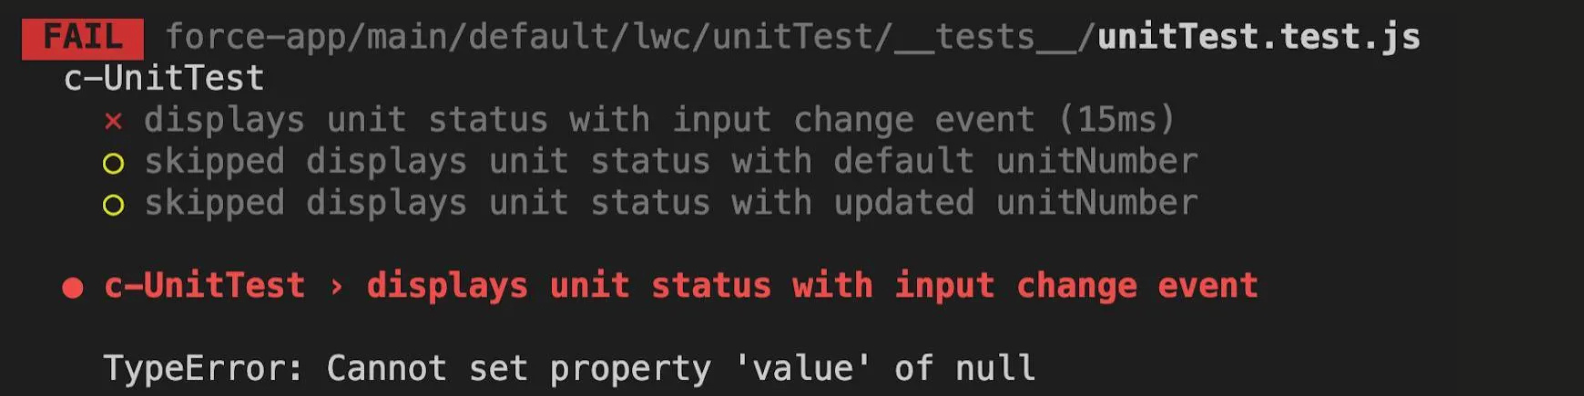 FAIL force-app/main/default/lwc/unitTest/__tests__/unitTest.test.js
c-UnitTest
✕ displays unit status with input change event (15ms)
○ skipped displays unit status with default unitNumber
○ skipped displays unit status with updated unitNumber
● c-UnitTest › displays unit status with input change event
TypeError: Cannot set property 'value' of null